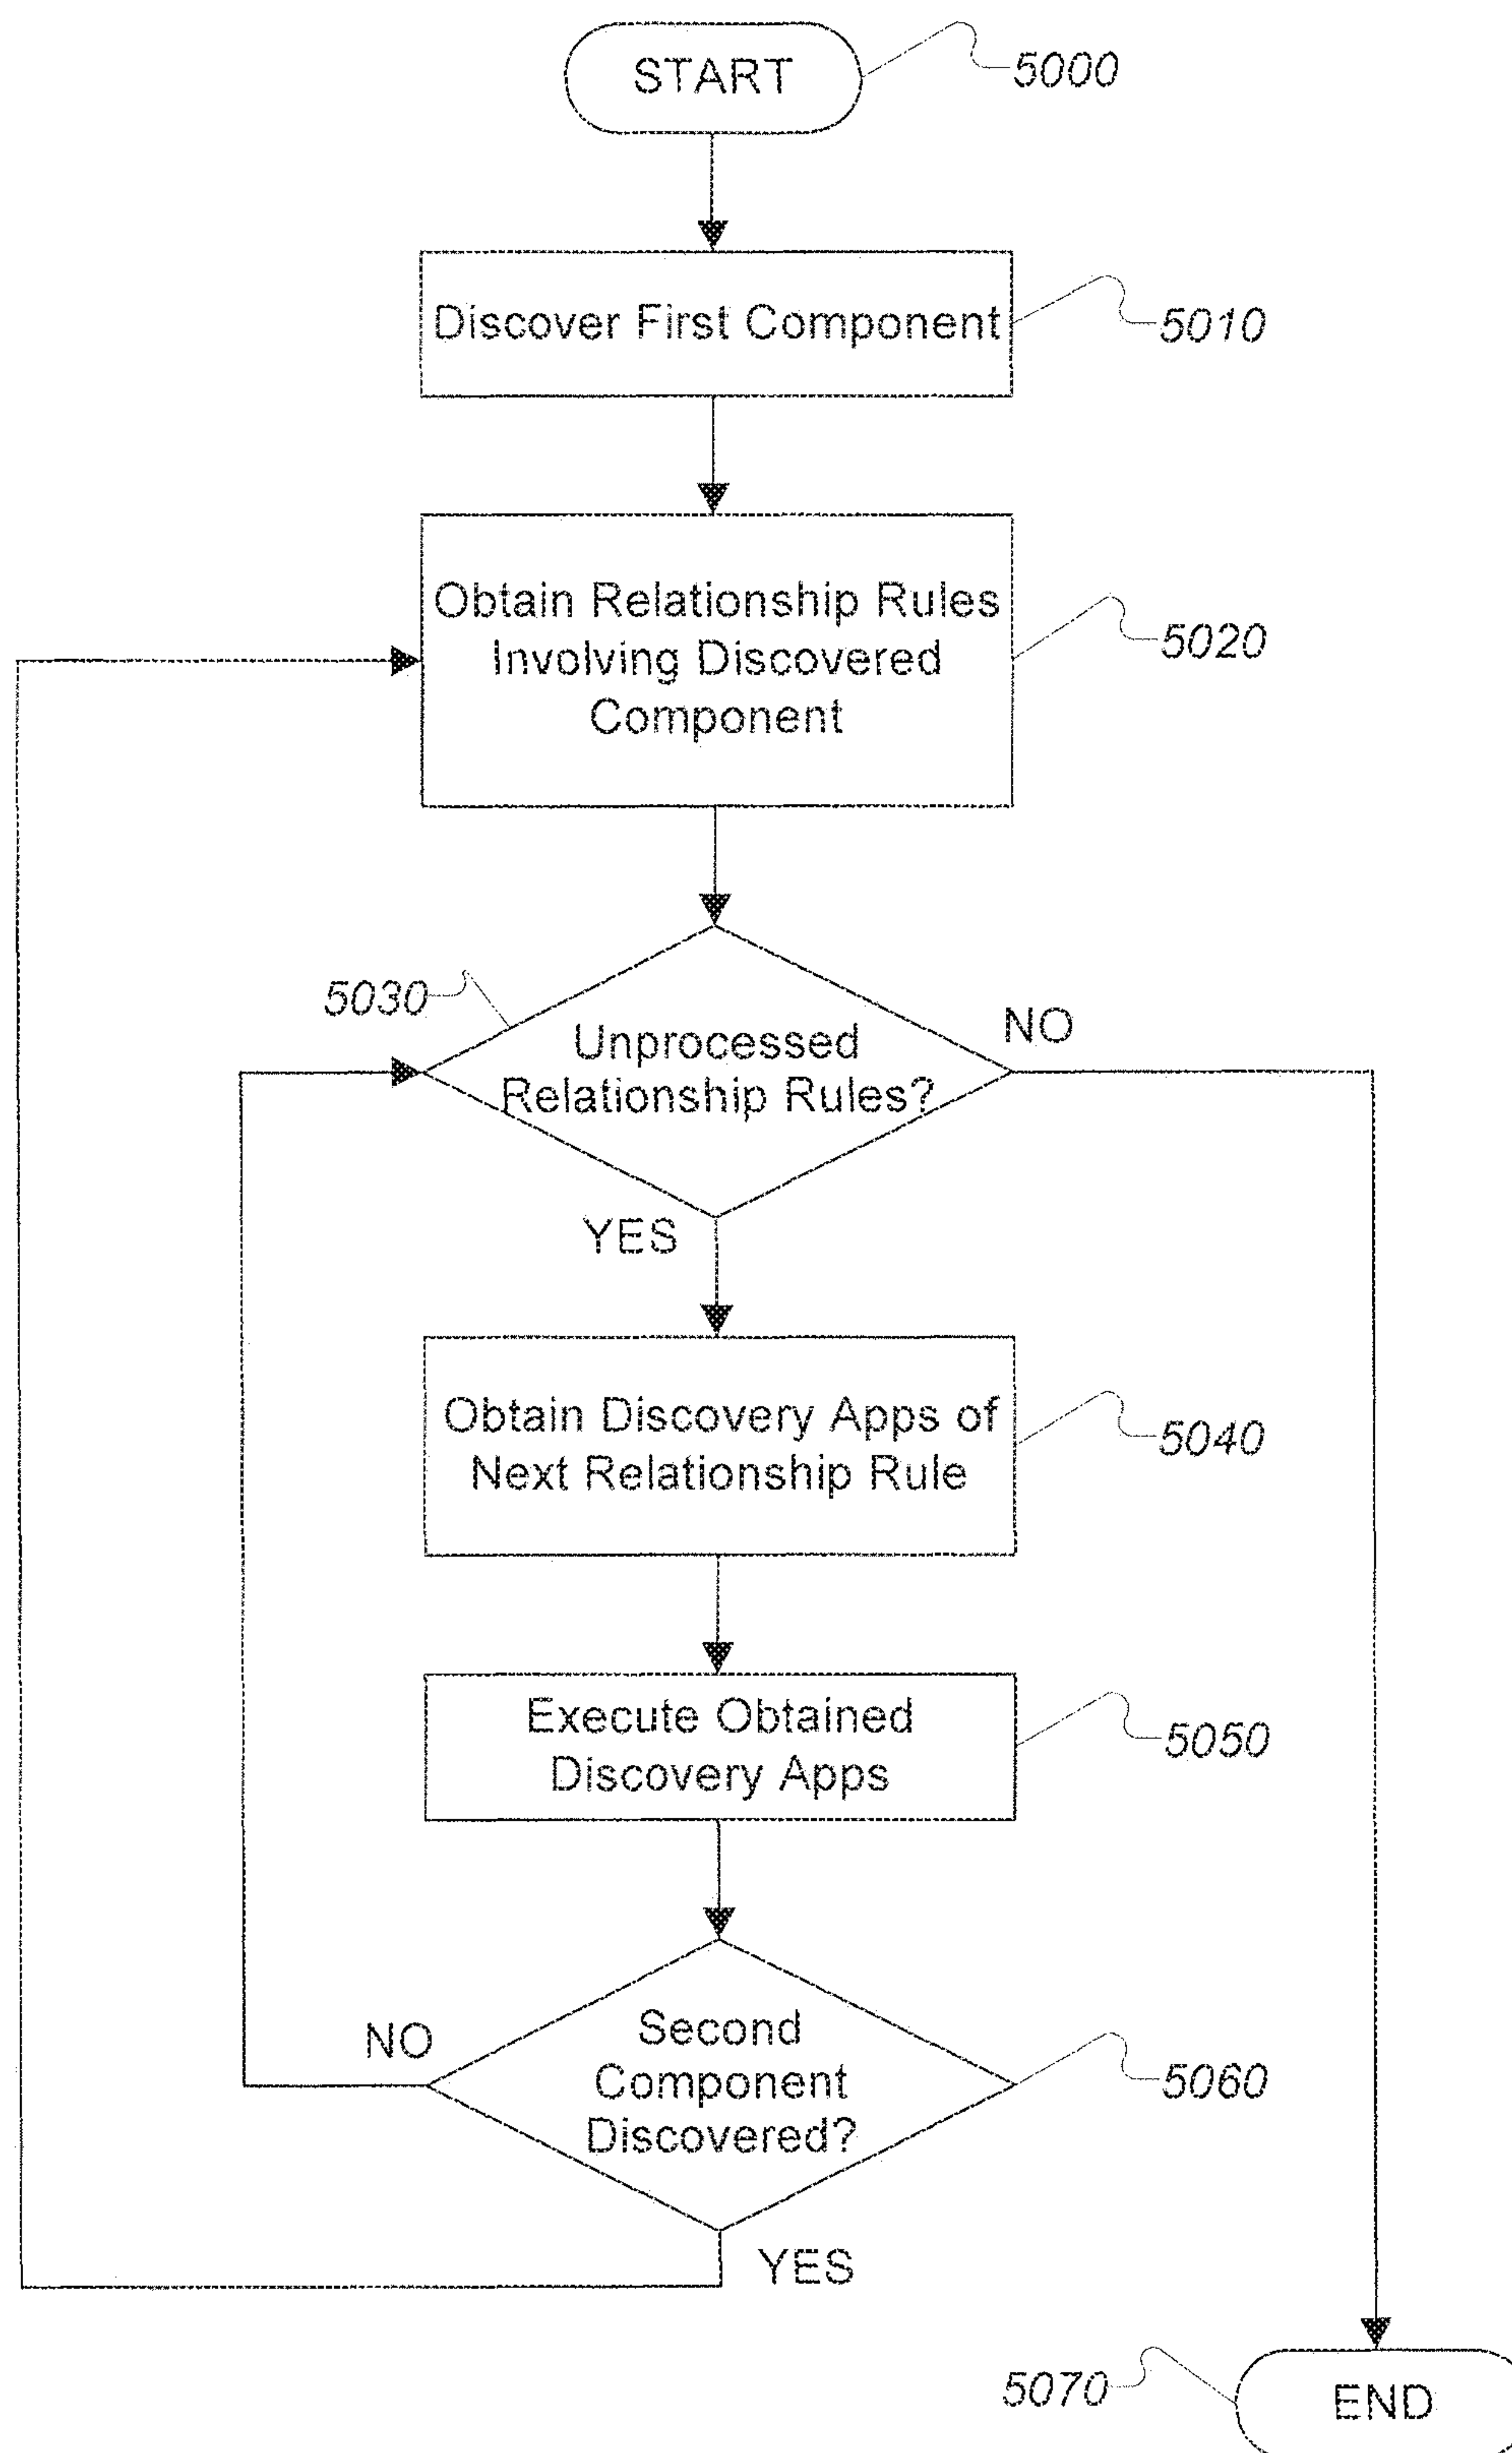 START
5000
Discover First Component
5010
Obtain Relationship Rules
Involving Discovered
Component
5020
5030
Unprocessed
Relationship Rules?
NO
YES
Obtain Discovery Apps of
Next Relationship Rule
5040
Execute Obtained
Discovery Apps
5050
NO
Second
Component
Discovered?
5060
YES
5070
END